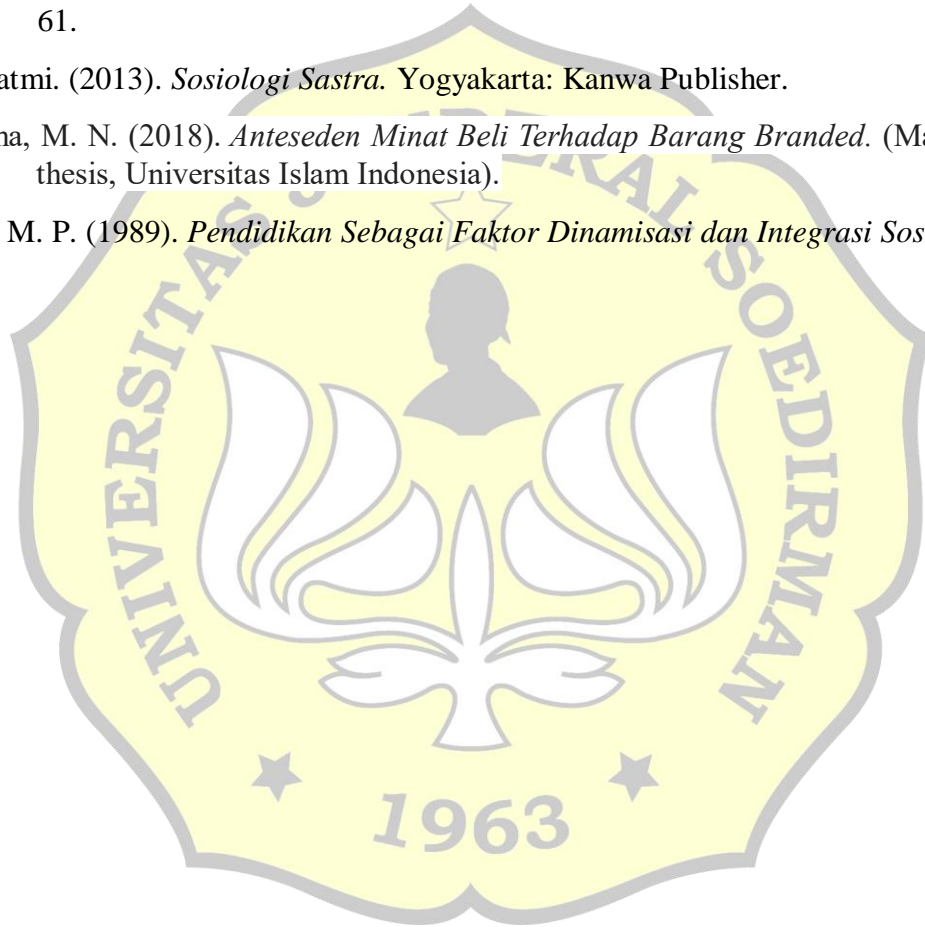 61.
atmi. (2013). Sosiologi Sastra. Yogyakarta: Kanwa Publisher.
na, M. N. (2018). Anteseden Minat Beli Terhadap Barang Branded. (Ma
thesis, Universitas Islam Indonesia).
M. P. (1989). Pendidikan Sebagai Faktor Dinamisasi dan Integrasi Sos
UNIVERSITAS JENDERAL SOEDIRMAN
1963